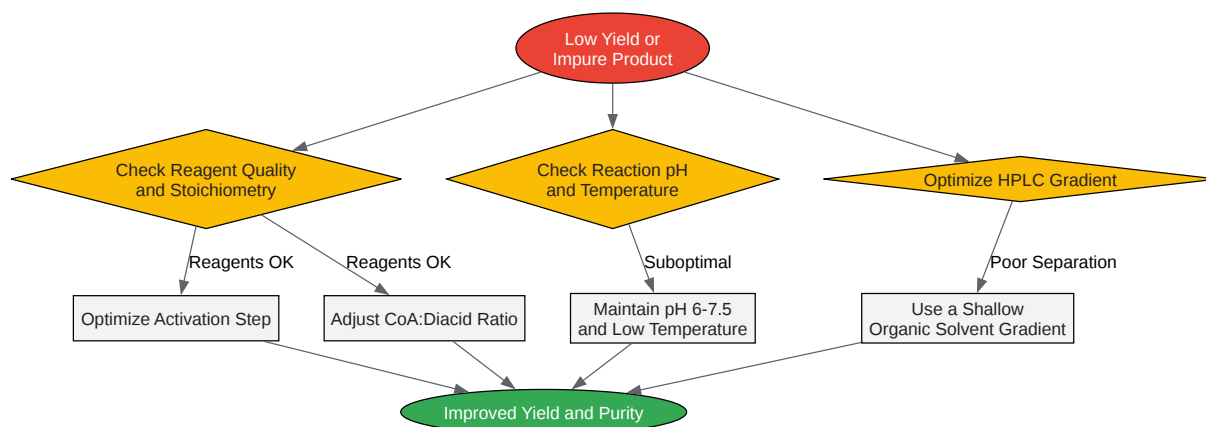 Low Yield or
Impure Product
Check Reagent Quality
and Stoichiometry
Check Reaction pH
and Temperature
Optimize HPLC Gradient
Reagents OK
Reagents OK
Suboptimal
Poor Separation
Optimize Activation Step
Adjust CoA:Diacid Ratio
Maintain pH 6-7.5
and Low Temperature
Use a Shallow
Organic Solvent Gradient
Improved Yield and Purity